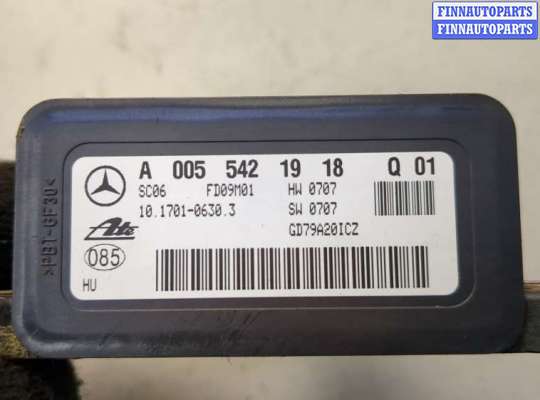 FINNAUTOPARTS
FINNAUTOPARTS
>PBT-GF30<
A 005 542 19 18 Q 01
SC06 FD09M01 HW 0707
10.1701-0630.3 SW 0707
Ate GD79A20ICZ
085
HU